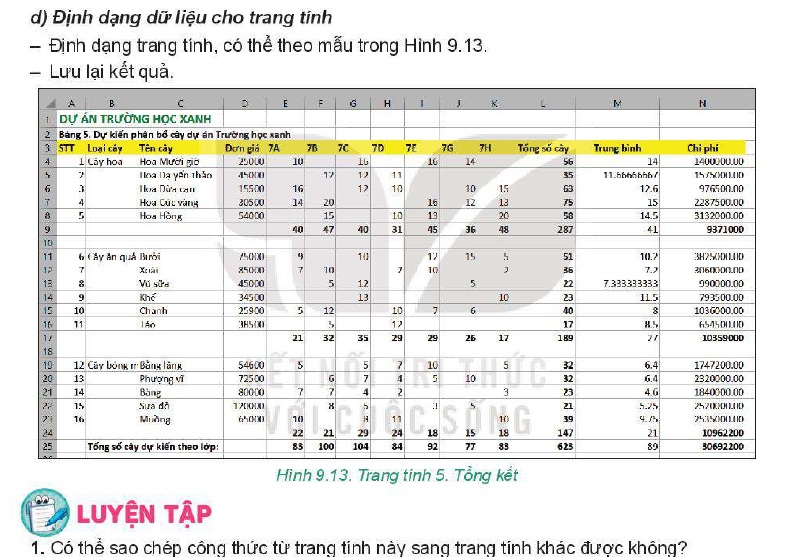 d) Định dạng dữ liệu cho trang tính
– Định dạng trang tính, có thể theo mẫu trong Hình 9.13.
– Lưu lại kết quả.
A B C D E F G H I J K L M N
1 DỰ ÁN TRƯỜNG HỌC XANH
2 Bảng 5. Dự kiến phân bổ cây dự án Trường học xanh
3 STT Loại cây Tên cây Đơn giá 7A 7B 7C 7D 7E 7G 7H Tổng số cây Trung bình Chi phí
4 1 Cây hoa Hoa Mười giờ 25000 10 16 16 14 56 14 1400000.00
5 2 Hoa Dạ yến thảo 45000 12 12 11 35 11.66666667 1575000.00
6 3 Hoa Dừa cạn 15500 16 12 10 10 15 63 12.6 976500.00
7 4 Hoa Cúc vàng 30500 14 20 16 12 13 75 15 2287500.00
8 5 Hoa Hồng 54000 15 10 13 20 58 14.5 3132000.00
9 40 47 40 31 45 36 48 287 41 9371000
10
11 6 Cây ăn quả Bưởi 75000 9 10 12 15 5 51 10.2 3825000.00
12 7 Xoài 85000 7 10 7 10 2 36 7.2 3060000.00
13 8 Vú sữa 45000 5 12 5 22 7.333333333 990000.00
14 9 Khế 34500 13 10 23 11.5 793500.00
15 10 Chanh 25900 5 12 10 7 6 40 8 1036000.00
16 11 Táo 38500 5 12 17 8.5 654500.00
17 21 32 35 29 29 26 17 189 27 10359000
18
19 12 Cây bóng m Bằng lăng 54600 5 5 7 10 5 32 6.4 1747200.00
20 13 Phượng vĩ 72500 6 7 4 5 10 32 6.4 2320000.00
21 14 Bàng 80000 7 7 4 2 3 23 4.6 1840000.00
22 15 Sưa đỏ 120000 8 5 3 5 21 5.25 2520000.00
23 16 Muồng 65000 10 8 11 10 39 9.75 2535000.00
24 22 21 29 24 18 15 18 147 21 10962200
25 Tổng số cây dự kiến theo lớp: 83 100 104 84 92 77 83 623 89 30692200
KẾT NỐI TRI THỨC
VỚI CUỘC SỐNG
Hình 9.13. Trang tính 5. Tổng kết
LUYỆN TẬP
1. Có thể sao chép công thức từ trang tính này sang trang tính khác được không?